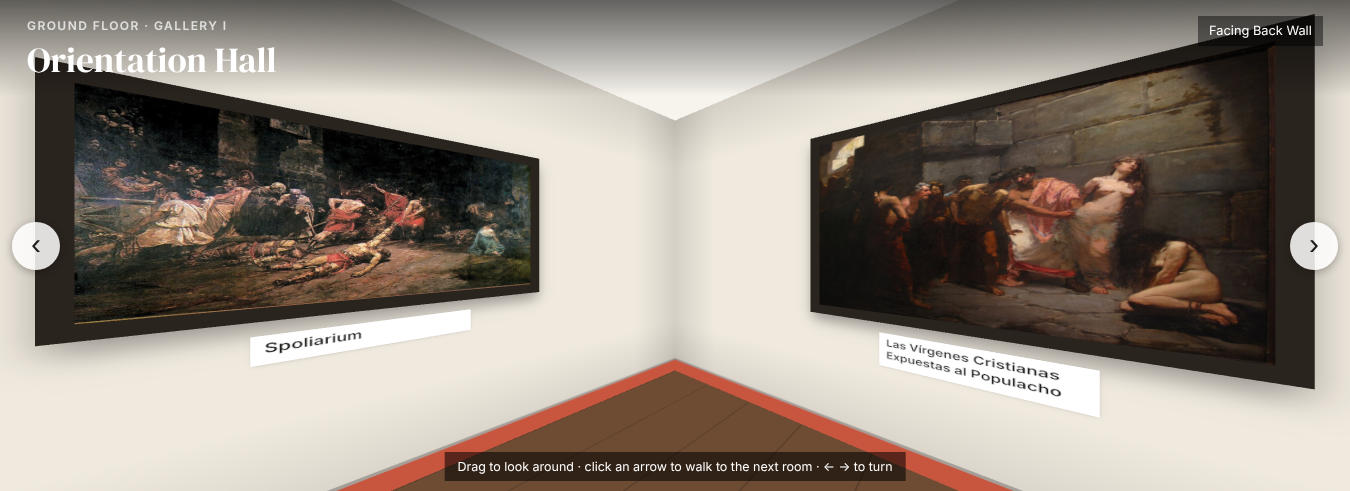 GROUND FLOOR · GALLERY I
Orientation Hall
Facing Back Wall
‹
›
Spoliarium
Las Vírgenes Cristianas
Expuestas al Populacho
Drag to look around · click an arrow to walk to the next room · ← → to turn